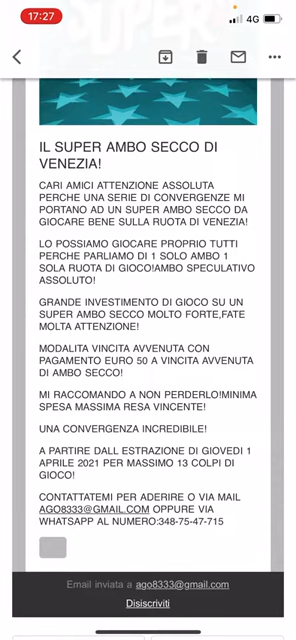 17:27
4G
IL SUPER AMBO SECCO DI
VENEZIA!
CARI AMICI ATTENZIONE ASSOLUTA
PERCHE UNA SERIE DI CONVERGENZE MI
PORTANO AD UN SUPER AMBO SECCO DA
GIOCARE BENE SULLA RUOTA DI VENEZIA!
LO POSSIAMO GIOCARE PROPRIO TUTTI
PERCHE PARLIAMO DI 1 SOLO AMBO 1
SOLA RUOTA DI GIOCO!AMBO SPECULATIVO
ASSOLUTO!
GRANDE INVESTIMENTO DI GIOCO SU UN
SUPER AMBO SECCO MOLTO FORTE,FATE
MOLTA ATTENZIONE!
MODALITA VINCITA AVVENUTA CON
PAGAMENTO EURO 50 A VINCITA AVVENUTA
DI AMBO SECCO!
MI RACCOMANDO A NON PERDERLO!MINIMA
SPESA MASSIMA RESA VINCENTE!
UNA CONVERGENZA INCREDIBILE!
A PARTIRE DALL ESTRAZIONE DI GIOVEDI 1
APRILE 2021 PER MASSIMO 13 COLPI DI
GIOCO!
CONTATTATEMI PER ADERIRE O VIA MAIL
AGO8333@GMAIL.COM OPPURE VIA
WHATSAPP AL NUMERO:348-75-47-715
Email inviata a ago8333@gmail.com
Disiscriviti